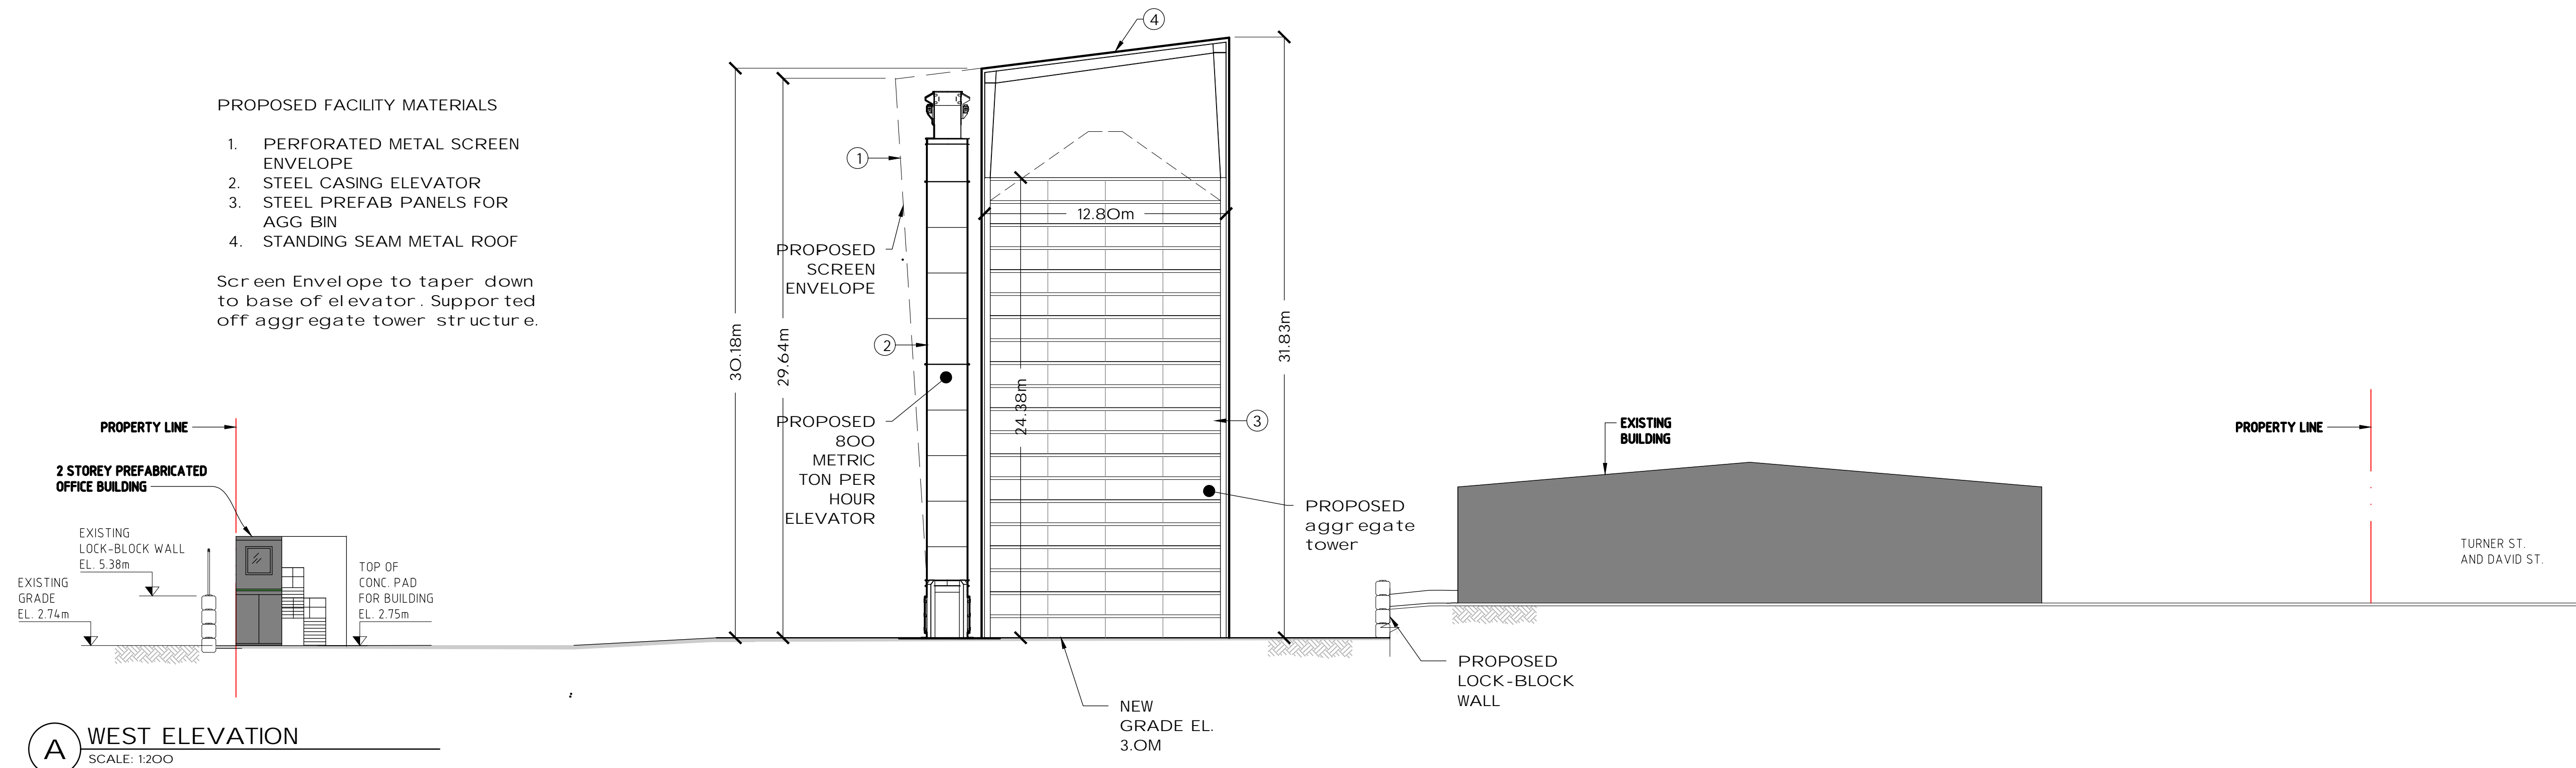 PROPOSED FACILITY MATERIALS
1. PERFORATED METAL SCREEN
ENVELOPE
2. STEEL CASING ELEVATOR
3. STEEL PREFAB PANELS FOR
AGG BIN
4. STANDING SEAM METAL ROOF
Screen Envelope to taper down
to base of elevator. Supported
off aggregate tower structure.
PROPERTY LINE
2 STOREY PREFABRICATED
OFFICE BUILDING
EXISTING
LOCK-BLOCK WALL
EL. 5.38m
EXISTING
GRADE
EL. 2.74m
TOP OF
CONC. PAD
FOR BUILDING
EL. 2.75m
30.18m
29.64m
1
PROPOSED
SCREEN
ENVELOPE
2
PROPOSED
800
METRIC
TON PER
HOUR
ELEVATOR
4
12.80m
24.38m
31.83m
3
PROPOSED
aggregate
tower
NEW
GRADE EL.
3.0M
PROPOSED
LOCK-BLOCK
WALL
EXISTING
BUILDING
PROPERTY LINE
TURNER ST.
AND DAVID ST.
A
WEST ELEVATION
SCALE: 1:200